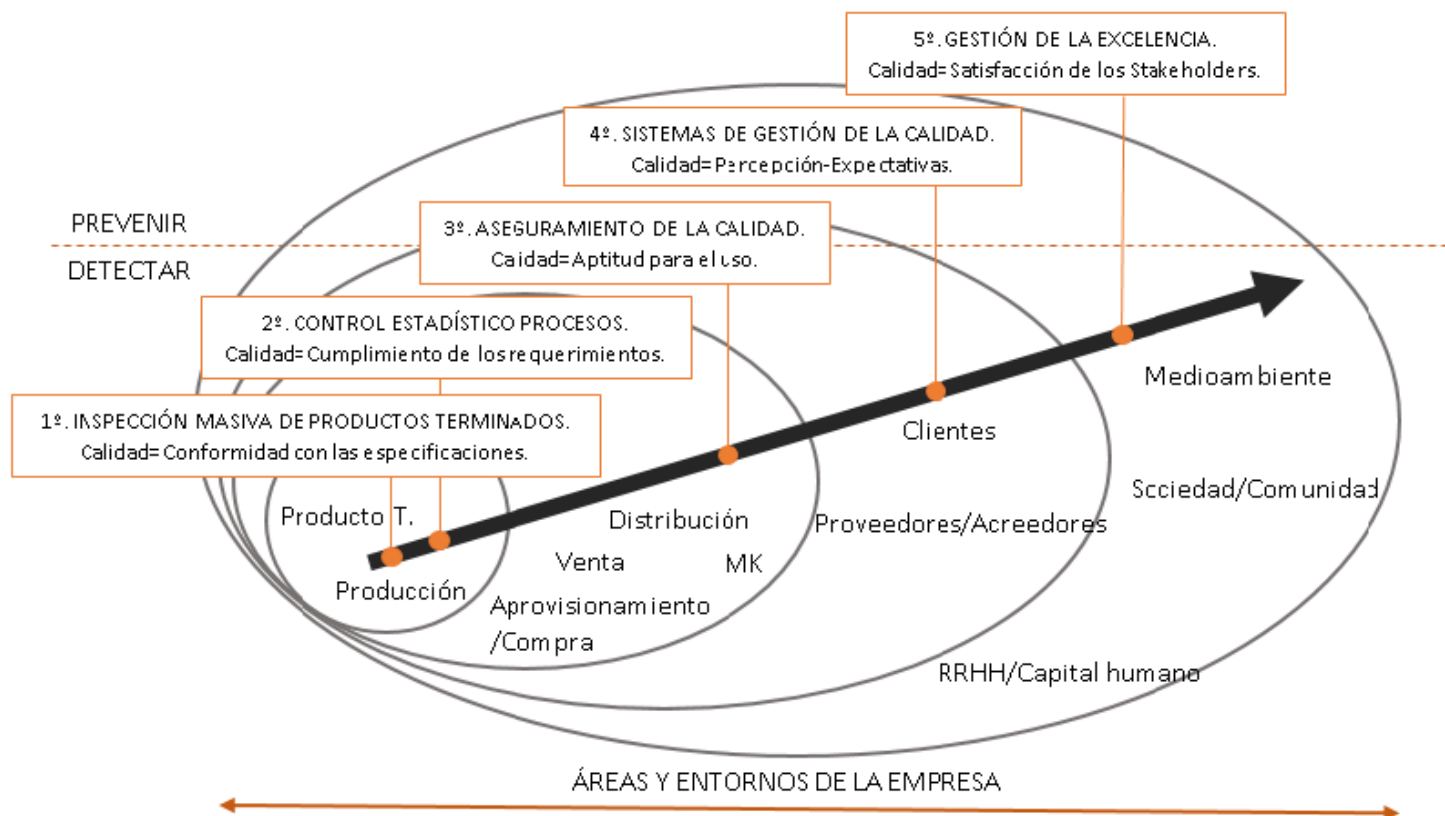 5º. GESTIÓN DE LA EXCELENCIA.
Calidad=Satisfacción de los Stakeholders.
4º. SISTEMAS DE GESTIÓN DE LA CALIDAD.
Calidad=Percepción-Expectativas.
PREVENIR
3º. ASEGURAMIENTO DE LA CALIDAD.
Calidad=Aptitud para el uso.
DETECTAR
2º. CONTROL ESTADÍSTICO PROCESOS.
Calidad=Cumplimiento de los requerimientos.
1º. INSPECCIÓN MASIVA DE PRODUCTOS TERMINADOS.
Calidad=Conformidad con las especificaciones.
Medioambiente
Clientes
Sociedad/Comunidad
Producto T.
Distribución
Proveedores/Acreedores
Venta
MK
Producción
Aprovisionamiento
/Compra
RRHH/Capital humano
ÁREAS Y ENTORNOS DE LA EMPRESA